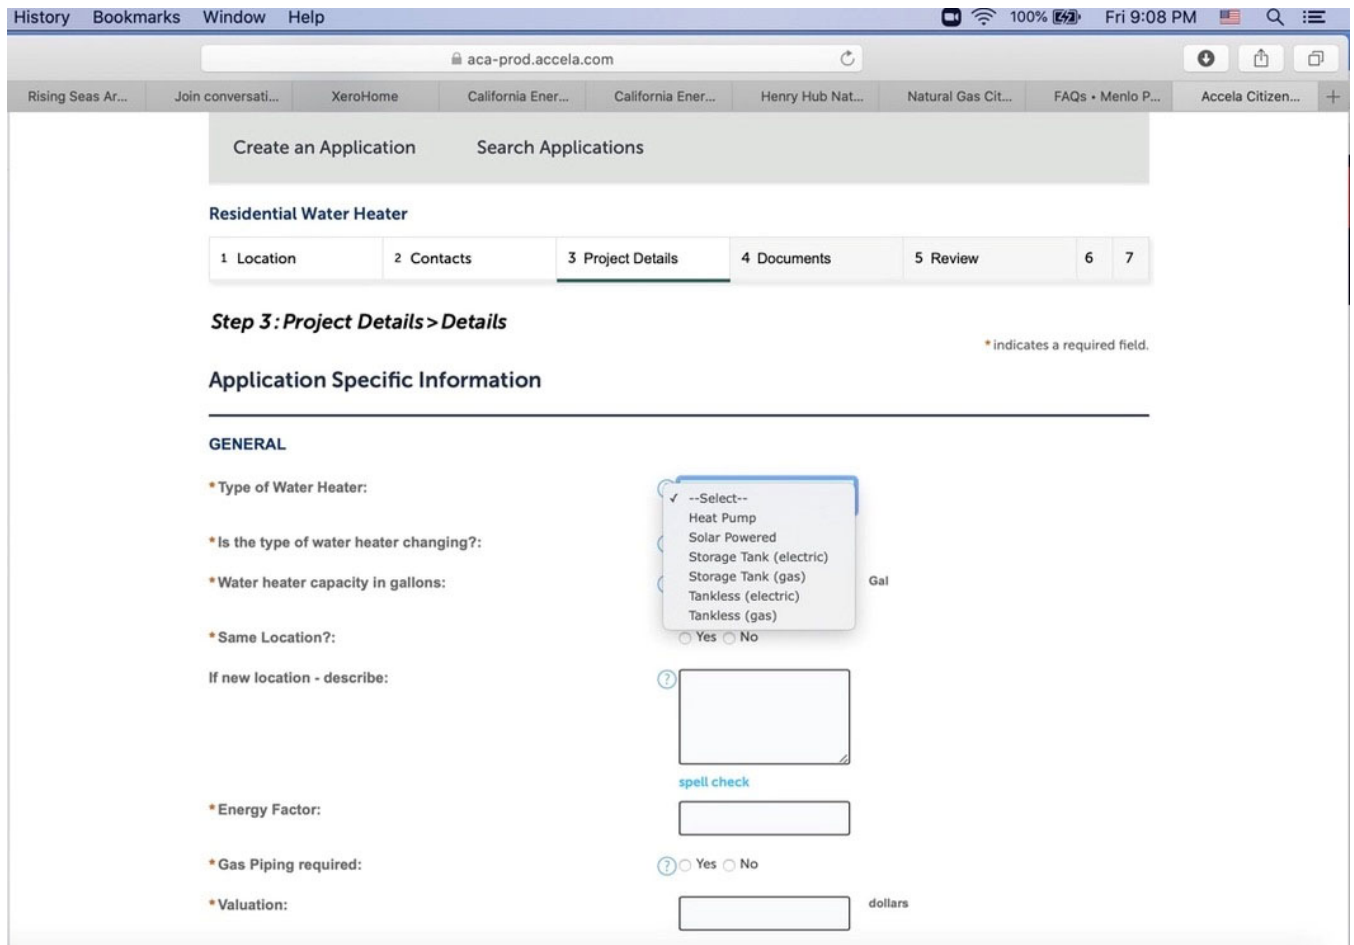 History Bookmarks Window Help 100% Fri 9:08 PM
aca-prod.accela.com
Rising Seas Ar... Join conversati... XeroHome California Ener... California Ener... Henry Hub Nat... Natural Gas Cit... FAQs • Menlo P... Accela Citizen... +
Create an Application Search Applications
Residential Water Heater
1 Location 2 Contacts 3 Project Details 4 Documents 5 Review 6 7
Step 3: Project Details > Details
* indicates a required field.
Application Specific Information
GENERAL
* Type of Water Heater:
✓ --Select--
Heat Pump
Solar Powered
* Is the type of water heater changing?:
Storage Tank (electric)
Storage Tank (gas)
* Water heater capacity in gallons: Gal
Tankless (electric)
Tankless (gas)
* Same Location?: Yes No
If new location - describe: ?
spell check
* Energy Factor:
* Gas Piping required: ? Yes No
* Valuation: dollars